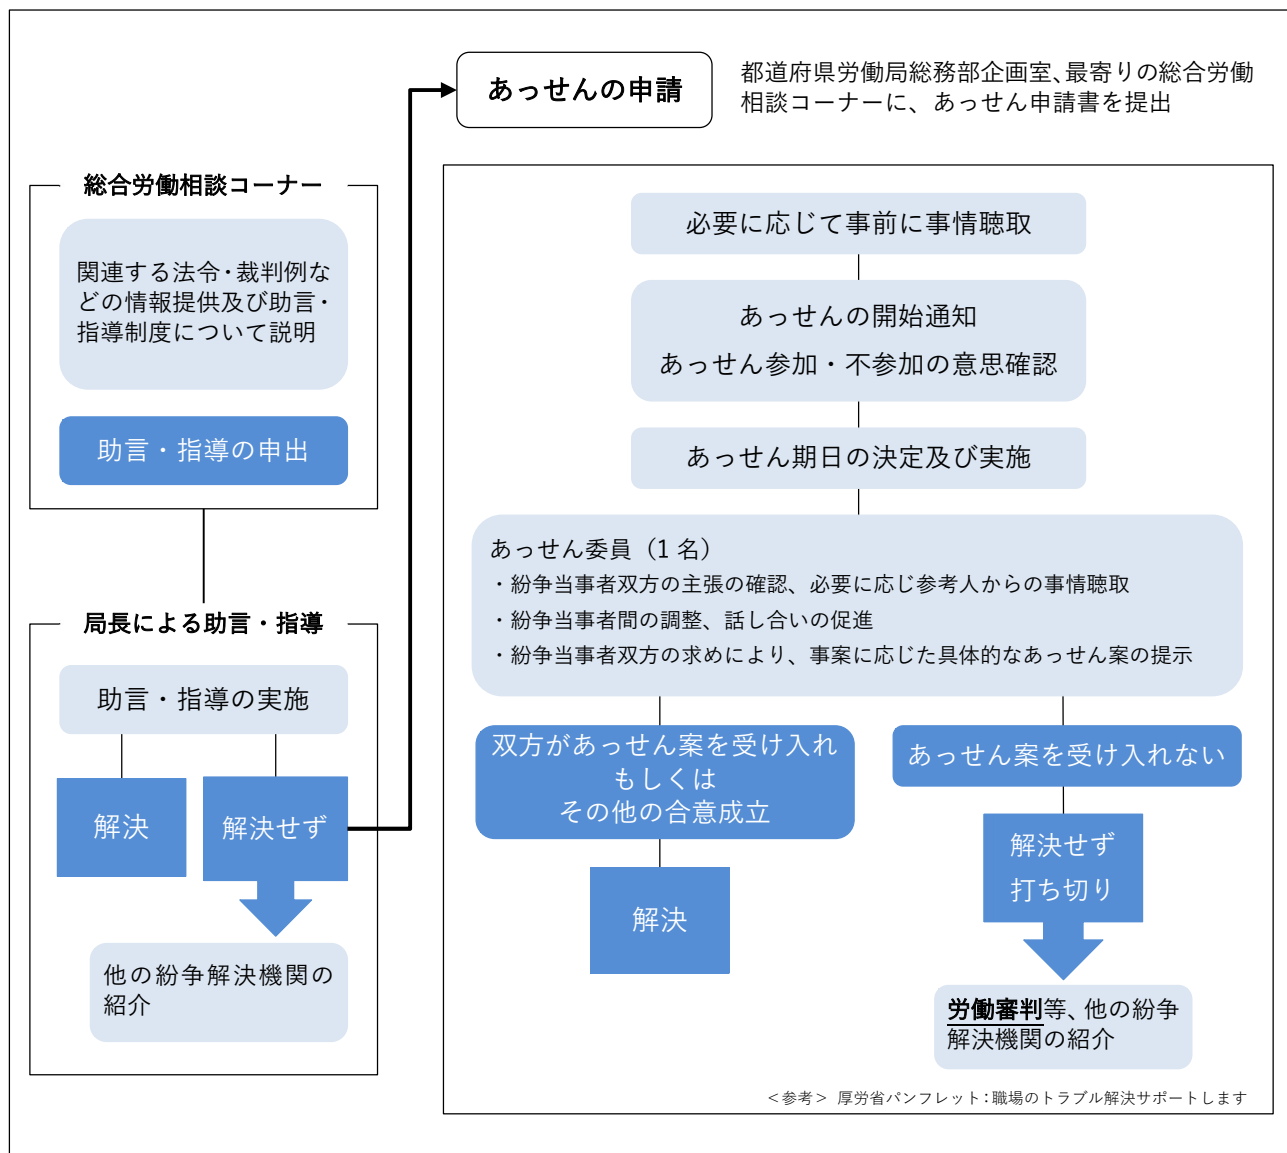 あっせんの申請
都道府県労働局総務部企画室、最寄りの総合労働
相談コーナーに、あっせん申請書を提出
総合労働相談コーナー
関連する法令・裁判例な
どの情報提供及び助言・
指導制度について説明
助言・指導の申出
局長による助言・指導
助言・指導の実施
解決
解決せず
他の紛争解決機関の
紹介
必要に応じて事前に事情聴取
あっせんの開始通知
あっせん参加・不参加の意思確認
あっせん期日の決定及び実施
あっせん委員（1 名）
・紛争当事者双方の主張の確認、必要に応じ参考人からの事情聴取
・紛争当事者間の調整、話し合いの促進
・紛争当事者双方の求めにより、事案に応じた具体的なあっせん案の提示
双方があっせん案を受け入れ
もしくは
その他の合意成立
解決
あっせん案を受け入れない
解決せず
打ち切り
労働審判等、他の紛争
解決機関の紹介
＜参考＞ 厚労省パンフレット：職場のトラブル解決サポートします